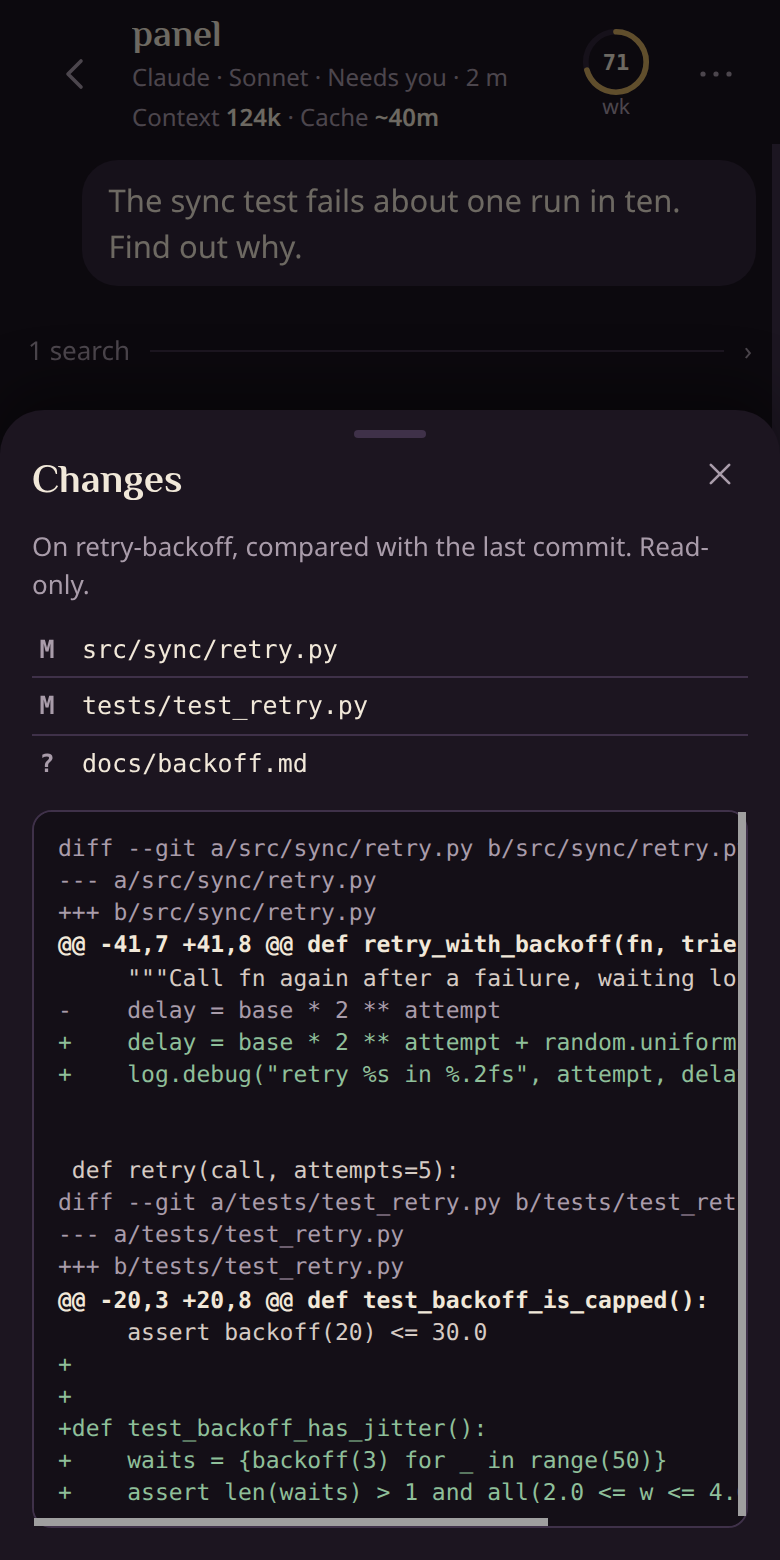 panel
Claude · Sonnet · Needs you · 2 m
Context 124k · Cache ~40m
71
wk
The sync test fails about one run in ten.
Find out why.
1 search
Changes
On retry-backoff, compared with the last commit. Read-
only.
M src/sync/retry.py
M tests/test_retry.py
? docs/backoff.md
diff --git a/src/sync/retry.py b/src/sync/retry.p
--- a/src/sync/retry.py
+++ b/src/sync/retry.py
@@ -41,7 +41,8 @@ def retry_with_backoff(fn, trie
     """Call fn again after a failure, waiting lo
-    delay = base * 2 ** attempt
+    delay = base * 2 ** attempt + random.uniform
+    log.debug("retry %s in %.2fs", attempt, dela
 def retry(call, attempts=5):
diff --git a/tests/test_retry.py b/tests/test_ret
--- a/tests/test_retry.py
+++ b/tests/test_retry.py
@@ -20,3 +20,8 @@ def test_backoff_is_capped():
     assert backoff(20) <= 30.0
+
+
+def test_backoff_has_jitter():
+    waits = {backoff(3) for _ in range(50)}
+    assert len(waits) > 1 and all(2.0 <= w <= 4.